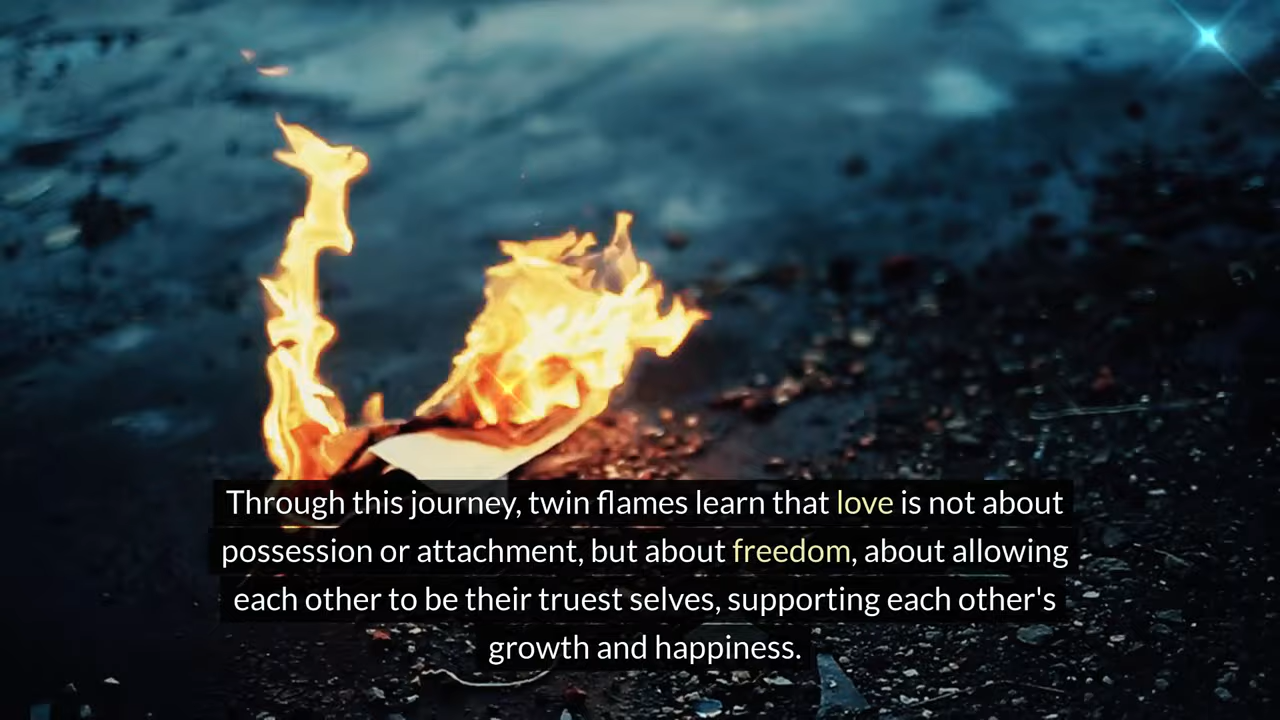 Through this journey, twin flames learn that love is not about
possession or attachment, but about freedom, about allowing
each other to be their truest selves, supporting each other's
growth and happiness.